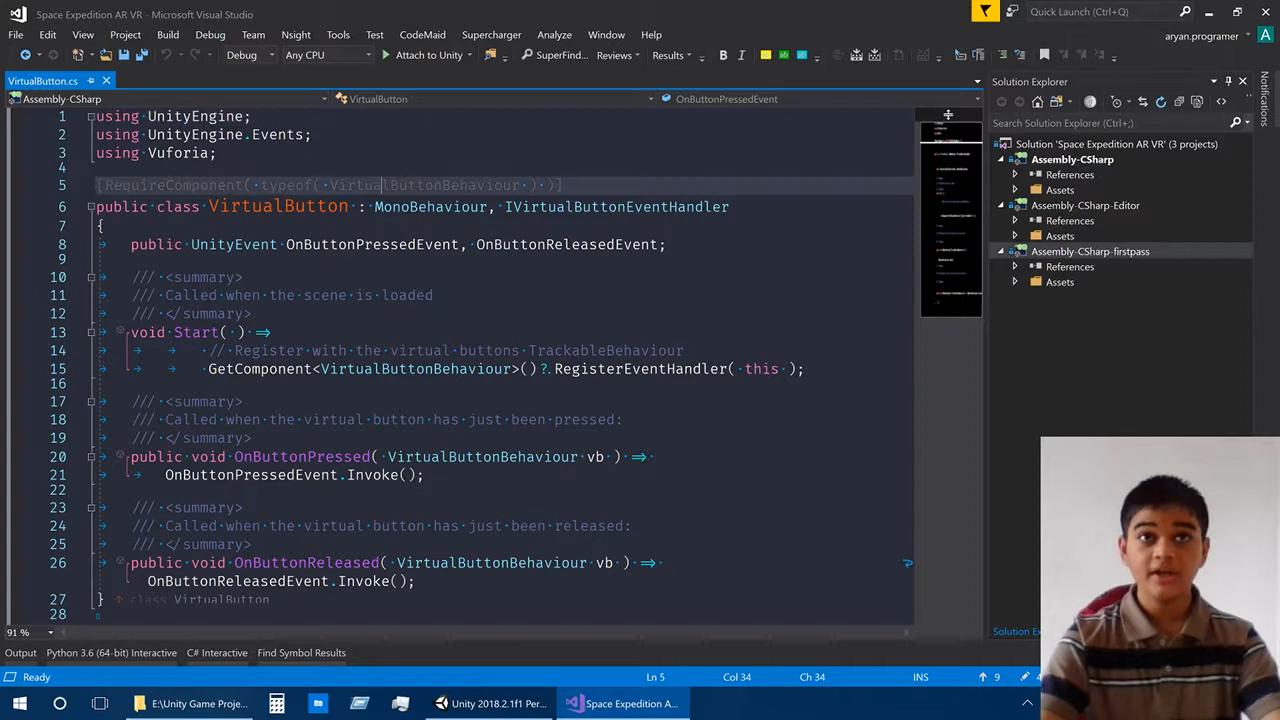 Space Expedition AR VR - Microsoft Visual Studio
Quick Launch (Ctrl+Q)
File Edit View Project Build Debug Team Nsight Tools Test CodeMaid Supercharger Analyze Window Help
aryan.programer A
Debug Any CPU Attach to Unity SuperFinder Reviews Results B I
VirtualButton.cs
Assembly-CSharp VirtualButton OnButtonPressedEvent
1 using UnityEngine;
2 using UnityEngine.Events;
3 using Vuforia;
4
5 [RequireComponent( typeof( VirtualButtonBehaviour ) )]
6 public class VirtualButton : MonoBehaviour, IVirtualButtonEventHandler
7 {
8 public UnityEvent OnButtonPressedEvent, OnButtonReleasedEvent;
9
10 /// <summary>
11 /// Called when the scene is loaded
12 /// </summary>
13 void Start( ) =>
14 // Register with the virtual buttons TrackableBehaviour
15 GetComponent<VirtualButtonBehaviour>()?.RegisterEventHandler( this );
16
17 /// <summary>
18 /// Called when the virtual button has just been pressed:
19 /// </summary>
20 public void OnButtonPressed( VirtualButtonBehaviour vb ) =>
21 OnButtonPressedEvent.Invoke();
22
23 /// <summary>
24 /// Called when the virtual button has just been released:
25 /// </summary>
26 public void OnButtonReleased( VirtualButtonBehaviour vb ) =>
OnButtonReleasedEvent.Invoke();
27 } class VirtualButton
28
91 %
Solution Explorer
Search Solution Explorer (Ctrl+;)
Solution 'Space Expedition AR VR' (3 projects)
Assembly-CSharp
References
Assets
Assembly-CSharp-Editor
References
Assets
Assembly-CSharp-firstpass
References
Assets
Notifications
Solution Ex
Output Python 3.6 (64-bit) Interactive C# Interactive Find Symbol Results
Ready Ln 5 Col 34 Ch 34 INS 9 4
E:\Unity Game Proje... Unity 2018.2.1f1 Per... Space Expedition A...